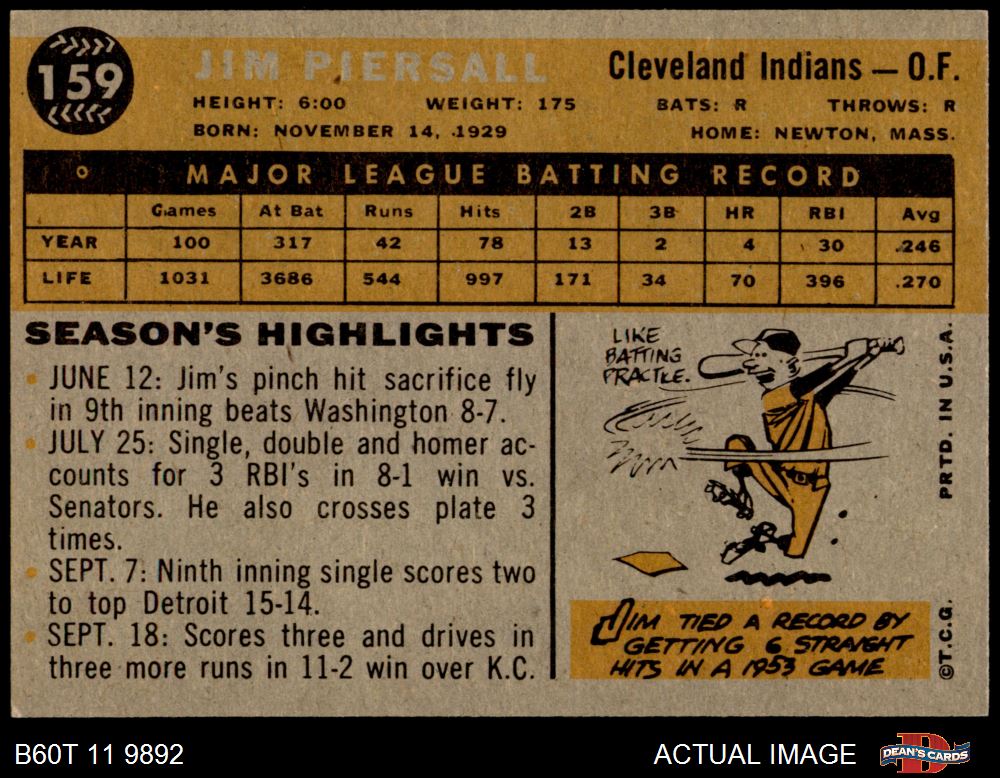 159
JIM PIERSALL
Cleveland Indians — O.F.
HEIGHT: 6:00 WEIGHT: 175 BATS: R THROWS: R
BORN: NOVEMBER 14, 1929 HOME: NEWTON, MASS.
MAJOR LEAGUE BATTING RECORD
Games At Bat Runs Hits 2B 3B HR RBI Avg
YEAR 100 317 42 78 13 2 4 30 .246
LIFE 1031 3686 544 997 171 34 70 396 .270
SEASON'S HIGHLIGHTS
• JUNE 12: Jim's pinch hit sacrifice fly
in 9th inning beats Washington 8-7.
• JULY 25: Single, double and homer ac-
counts for 3 RBI's in 8-1 win vs.
Senators. He also crosses plate 3
times.
• SEPT. 7: Ninth inning single scores two
to top Detroit 15-14.
• SEPT. 18: Scores three and drives in
three more runs in 11-2 win over K.C.
LIKE
BATTING
PRACTICE.
JIM TIED A RECORD BY
GETTING 6 STRAIGHT
HITS IN A 1953 GAME
©T.C.G. PRTD. IN U.S.A.
B60T 11 9892
ACTUAL IMAGE
DEAN'S CARDS